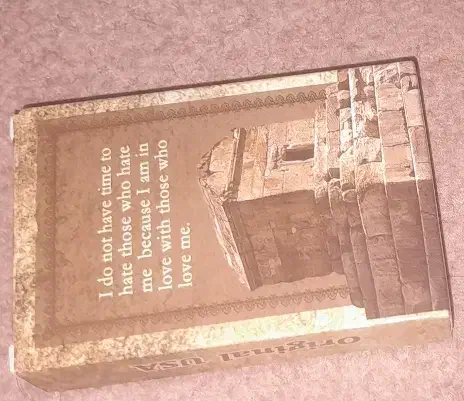 I do not have time to
hate those who hate
me because I am in
love with those who
love me.
Original USA